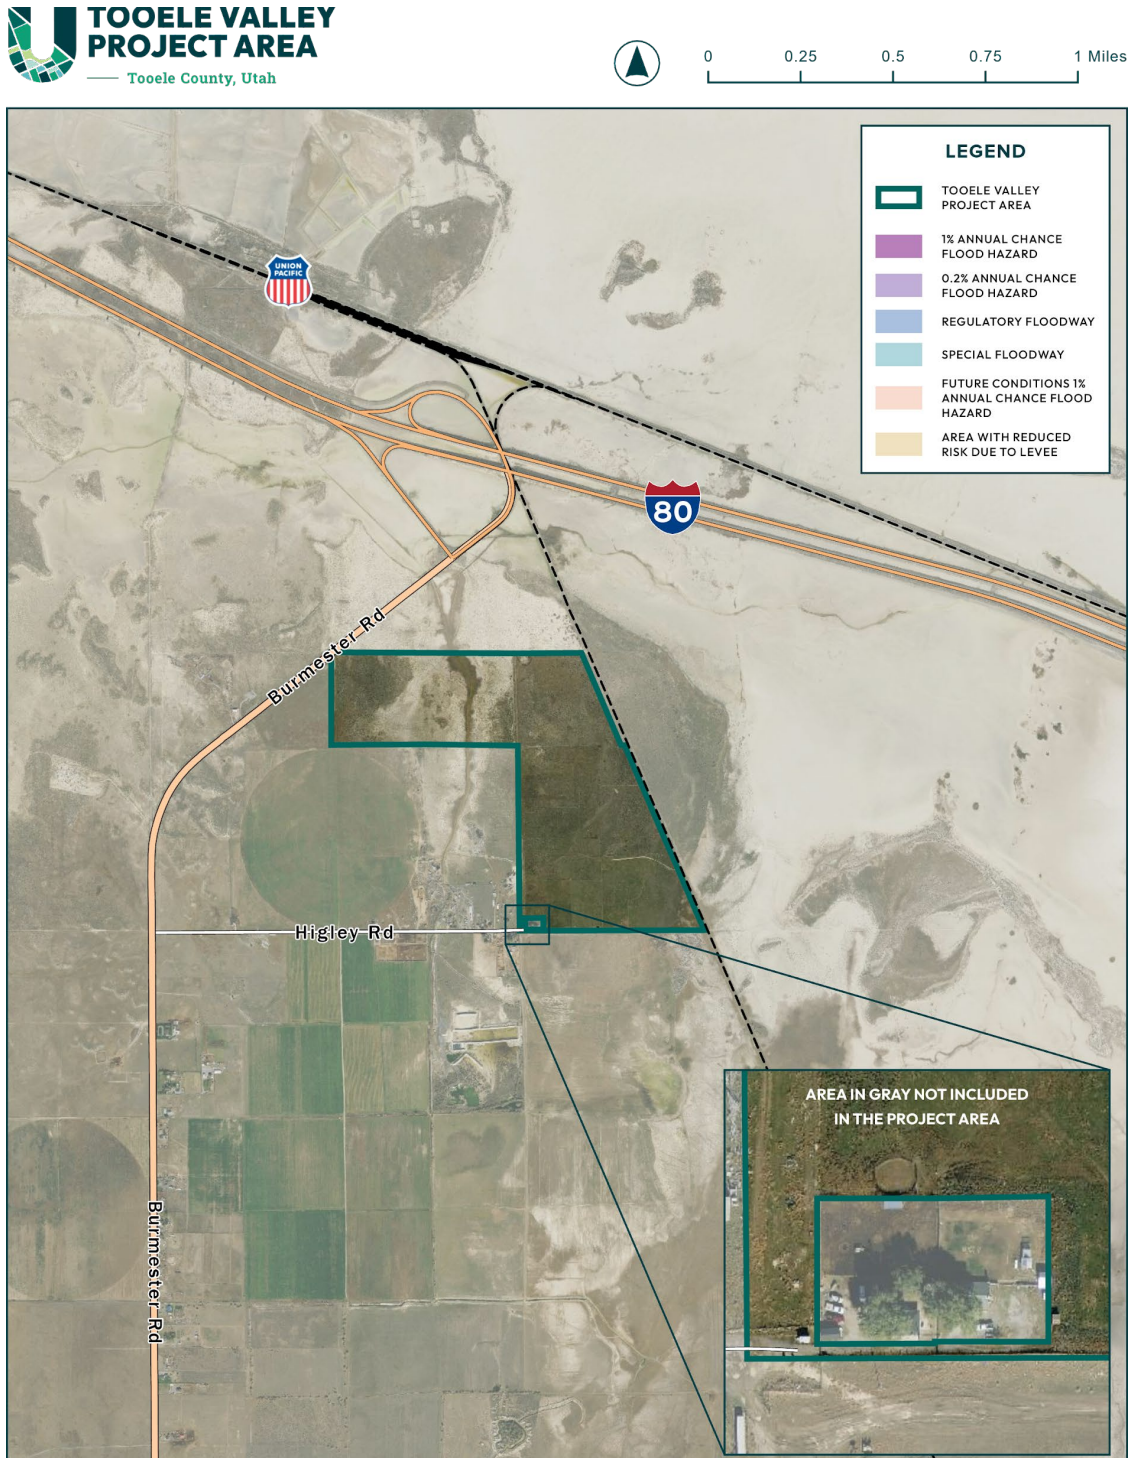 TOOELE VALLEY
PROJECT AREA
Tooele County, Utah
0 0.25 0.5 0.75 1 Miles
LEGEND
TOOELE VALLEY
PROJECT AREA
1% ANNUAL CHANCE
FLOOD HAZARD
0.2% ANNUAL CHANCE
FLOOD HAZARD
REGULATORY FLOODWAY
SPECIAL FLOODWAY
FUTURE CONDITIONS 1%
ANNUAL CHANCE FLOOD
HAZARD
AREA WITH REDUCED
RISK DUE TO LEVEE
UNION
PACIFIC
80
Burmester Rd
Higley Rd
Burmester Rd
AREA IN GRAY NOT INCLUDED
IN THE PROJECT AREA